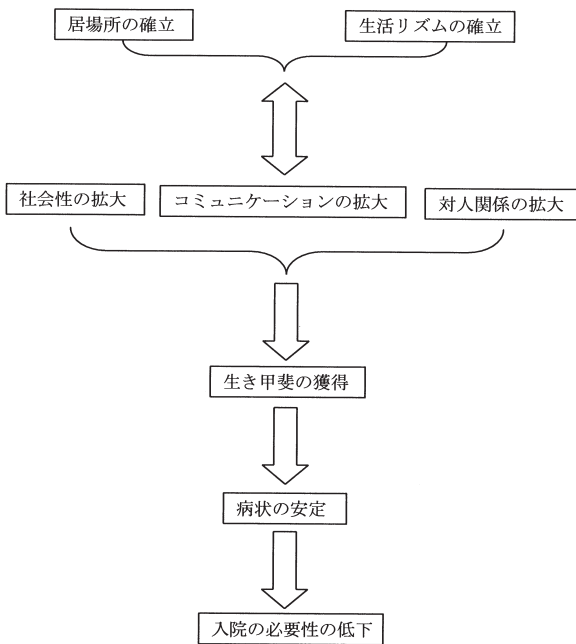 居場所の確立
生活リズムの確立
社会性の拡大
コミュニケーションの拡大
対人関係の拡大
生き甲斐の獲得
病状の安定
入院の必要性の低下